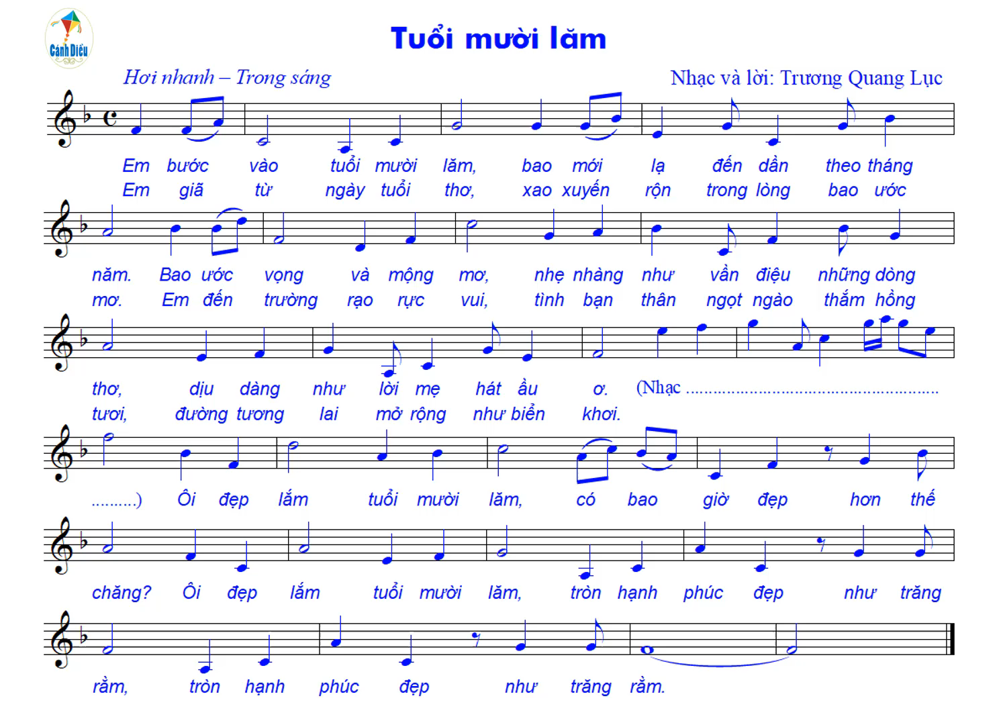 Cánh Diều
Tuổi mười lăm
Hơi nhanh – Trong sáng
Nhạc và lời: Trương Quang Lục
Em bước vào tuổi mười lăm, bao mới lạ đến dần theo tháng
Em giã từ ngày tuổi thơ, xao xuyến rộn trong lòng bao ước
năm. Bao ước vọng và mộng mơ, nhẹ nhàng như vần điệu những dòng
mơ. Em đến trường rạo rực vui, tình bạn thân ngọt ngào thắm hồng
thơ, dịu dàng như lời mẹ hát ầu ơ. (Nhạc ........................................................
tươi, đường tương lai mở rộng như biển khơi.
..........) Ôi đẹp lắm tuổi mười lăm, có bao giờ đẹp hơn thế
chăng? Ôi đẹp lắm tuổi mười lăm, tròn hạnh phúc đẹp như trăng
rằm, tròn hạnh phúc đẹp như trăng rằm.